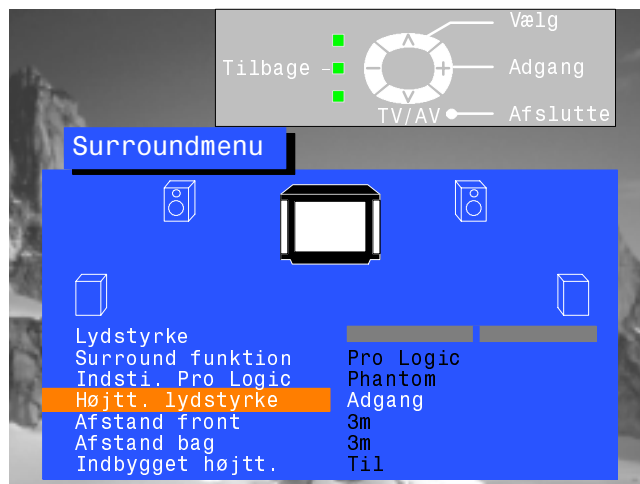 Vælg
Tilbage
Adgang
TV/AV
Afslutte
Surroundmenu
Lydstyrke
Surround funktion Pro Logic
Indsti. Pro Logic Phantom
Højtt. lydstyrke Adgang
Afstand front 3m
Afstand bag 3m
Indbygget højtt. Til